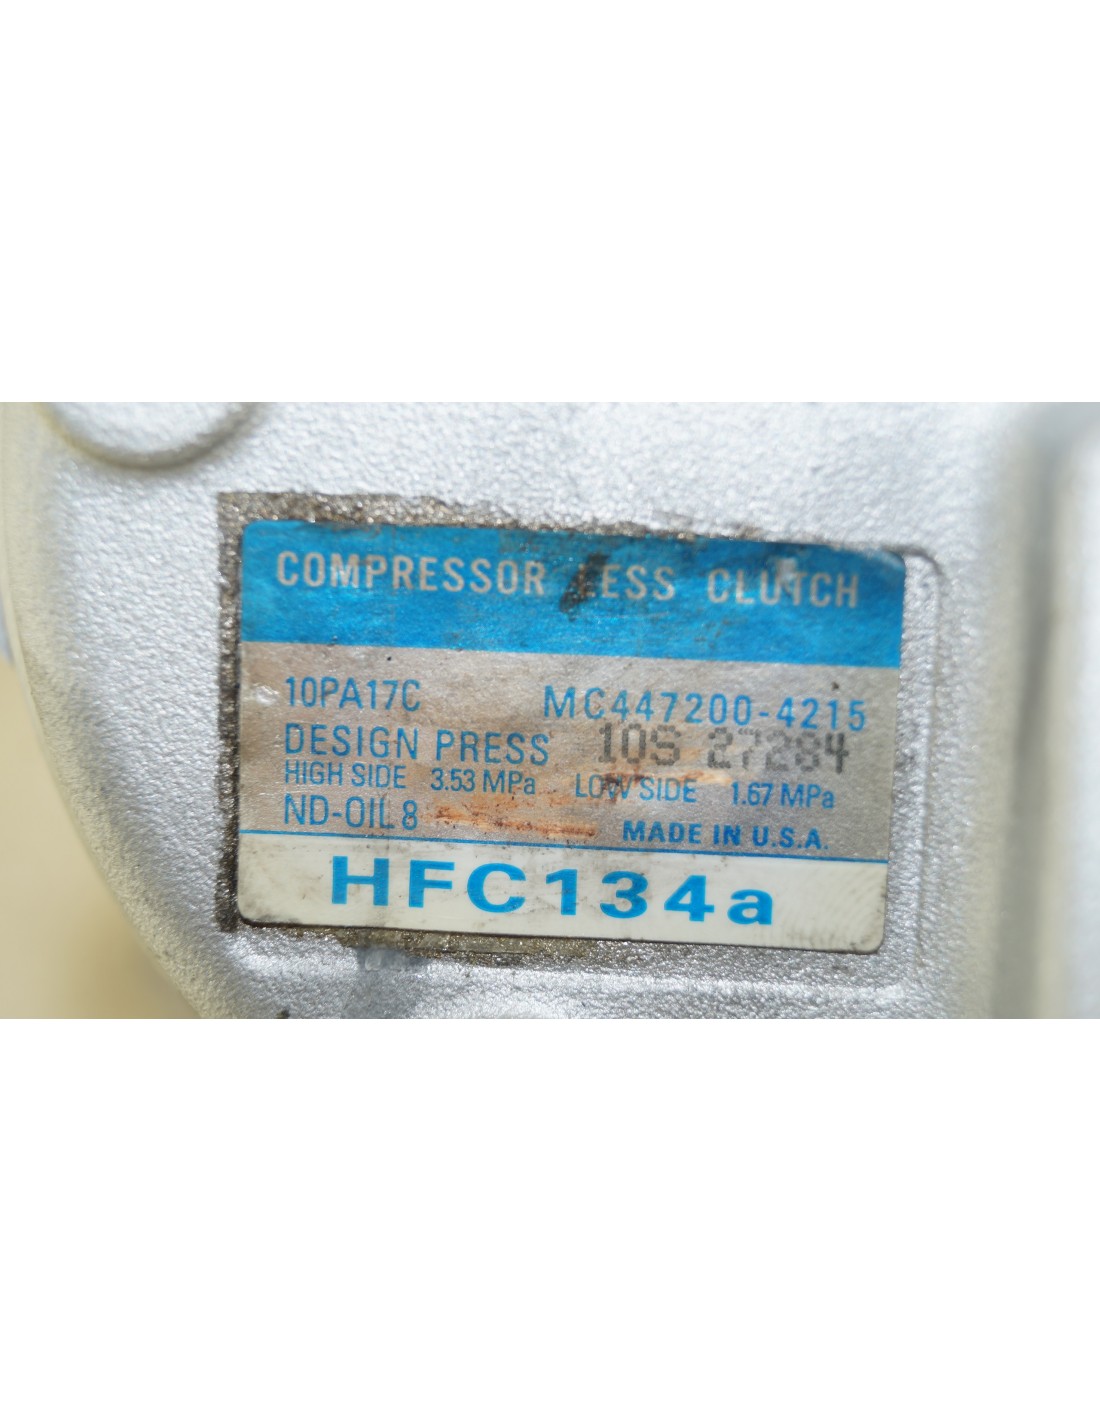 COMPRESSOR LESS CLUTCH
10PA17C MC447200-4215
DESIGN PRESS 10S 27284
HIGH SIDE 3.53 MPa LOW SIDE 1.67 MPa
ND-OIL 8 MADE IN U.S.A.
HFC134a